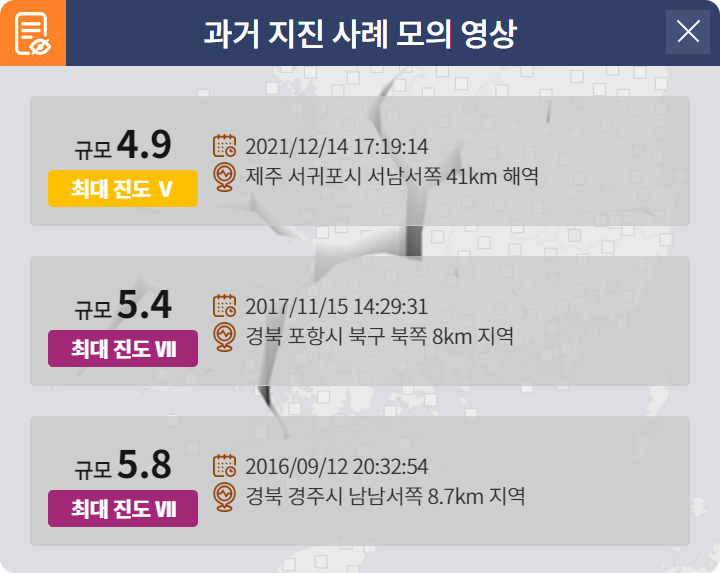 과거 지진 사례 모의 영상
규모 4.9
최대 진도 Ⅴ
2021/12/14 17:19:14
제주 서귀포시 서남서쪽 41km 해역
규모 5.4
최대 진도 Ⅶ
2017/11/15 14:29:31
경북 포항시 북구 북쪽 8km 지역
규모 5.8
최대 진도 Ⅶ
2016/09/12 20:32:54
경북 경주시 남남서쪽 8.7km 지역